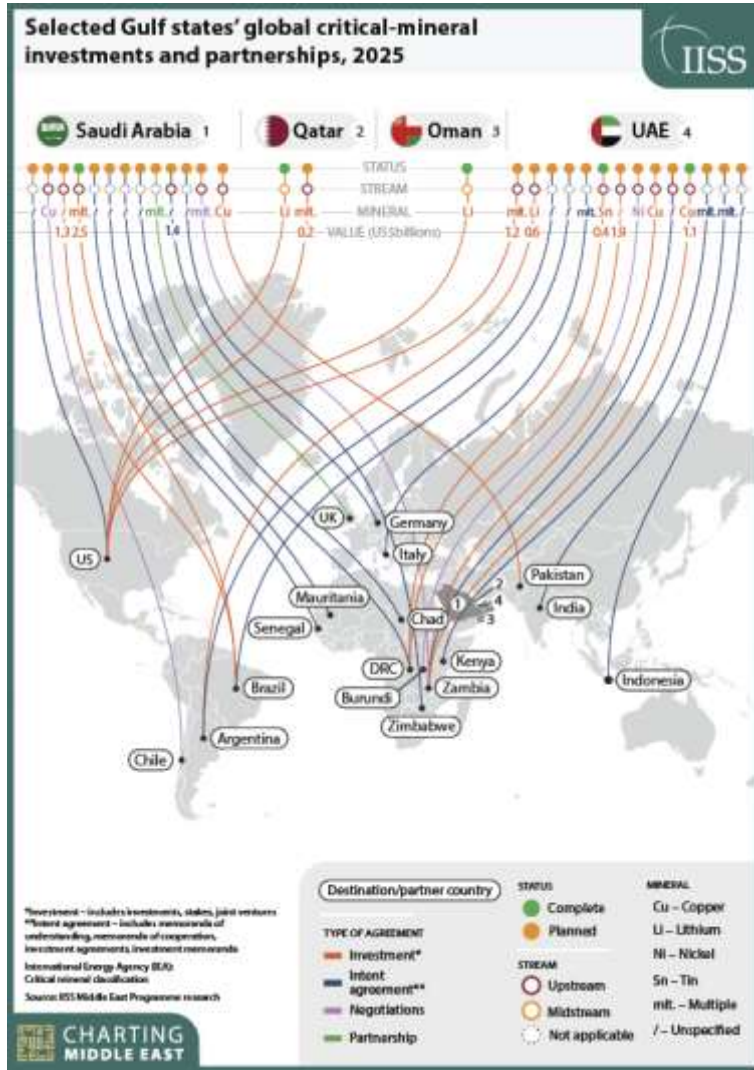 Selected Gulf states' global critical-mineral
investments and partnerships, 2025
IISS
Saudi Arabia 1
Qatar 2
Oman 3
UAE 4
STATUS
STREAM
/ Cu / mlt. / / / / mlt. / / mlt. Cu Li mlt. MINERAL Li mlt. Li / / mlt. Sn / Ni Cu / Cu mlt. mlt. /
1.3 2.5 1.4 0.2 VALUE (US$billions) 1.2 0.6 0.4 1.9 1.1
UK
Germany
Italy
US
Pakistan
Mauritania
1
2
4
3
India
Senegal
Chad
DRC
Kenya
Indonesia
Brazil
Burundi
Zambia
Zimbabwe
Argentina
Chile
*Investment – includes investments, stakes, joint ventures
**Intent agreement – includes memoranda of
understanding, memoranda of cooperation,
investment agreements, investment memoranda
International Energy Agency (IEA):
Critical mineral classification
Source: IISS Middle East Programme research
Destination/partner country
TYPE OF AGREEMENT
Investment*
Intent
agreement**
Negotiations
Partnership
STATUS
Complete
Planned
STREAM
Upstream
Midstream
Not applicable
MINERAL
Cu – Copper
Li – Lithium
Ni – Nickel
Sn – Tin
mlt. – Multiple
/ – Unspecified
CHARTING
MIDDLE EAST